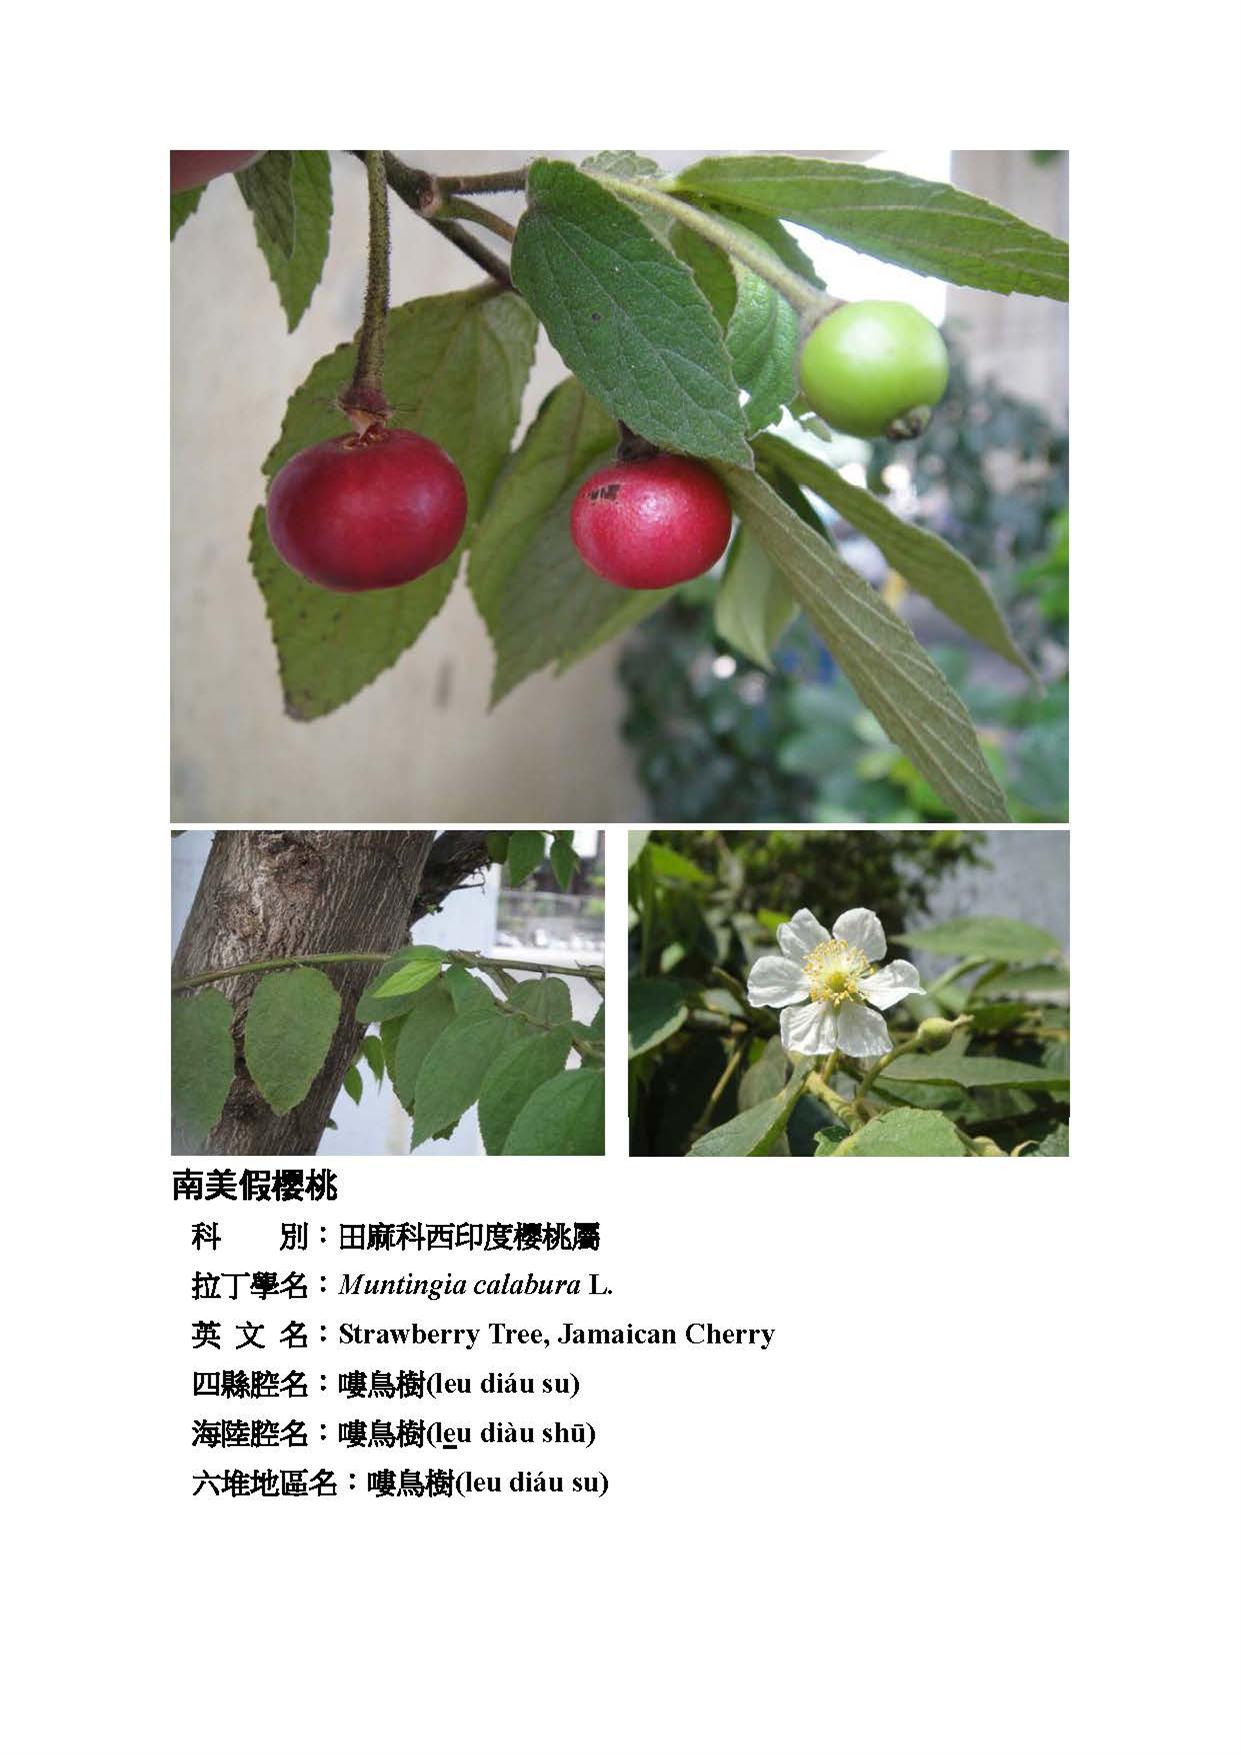 南美假櫻桃
科　　別：田麻科西印度櫻桃屬
拉丁學名：Muntingia calabura L.
英 文 名：Strawberry Tree, Jamaican Cherry
四縣腔名：嘍鳥樹(leu diáu su)
海陸腔名：嘍鳥樹(leu diàu shū)
六堆地區名：嘍鳥樹(leu diáu su)